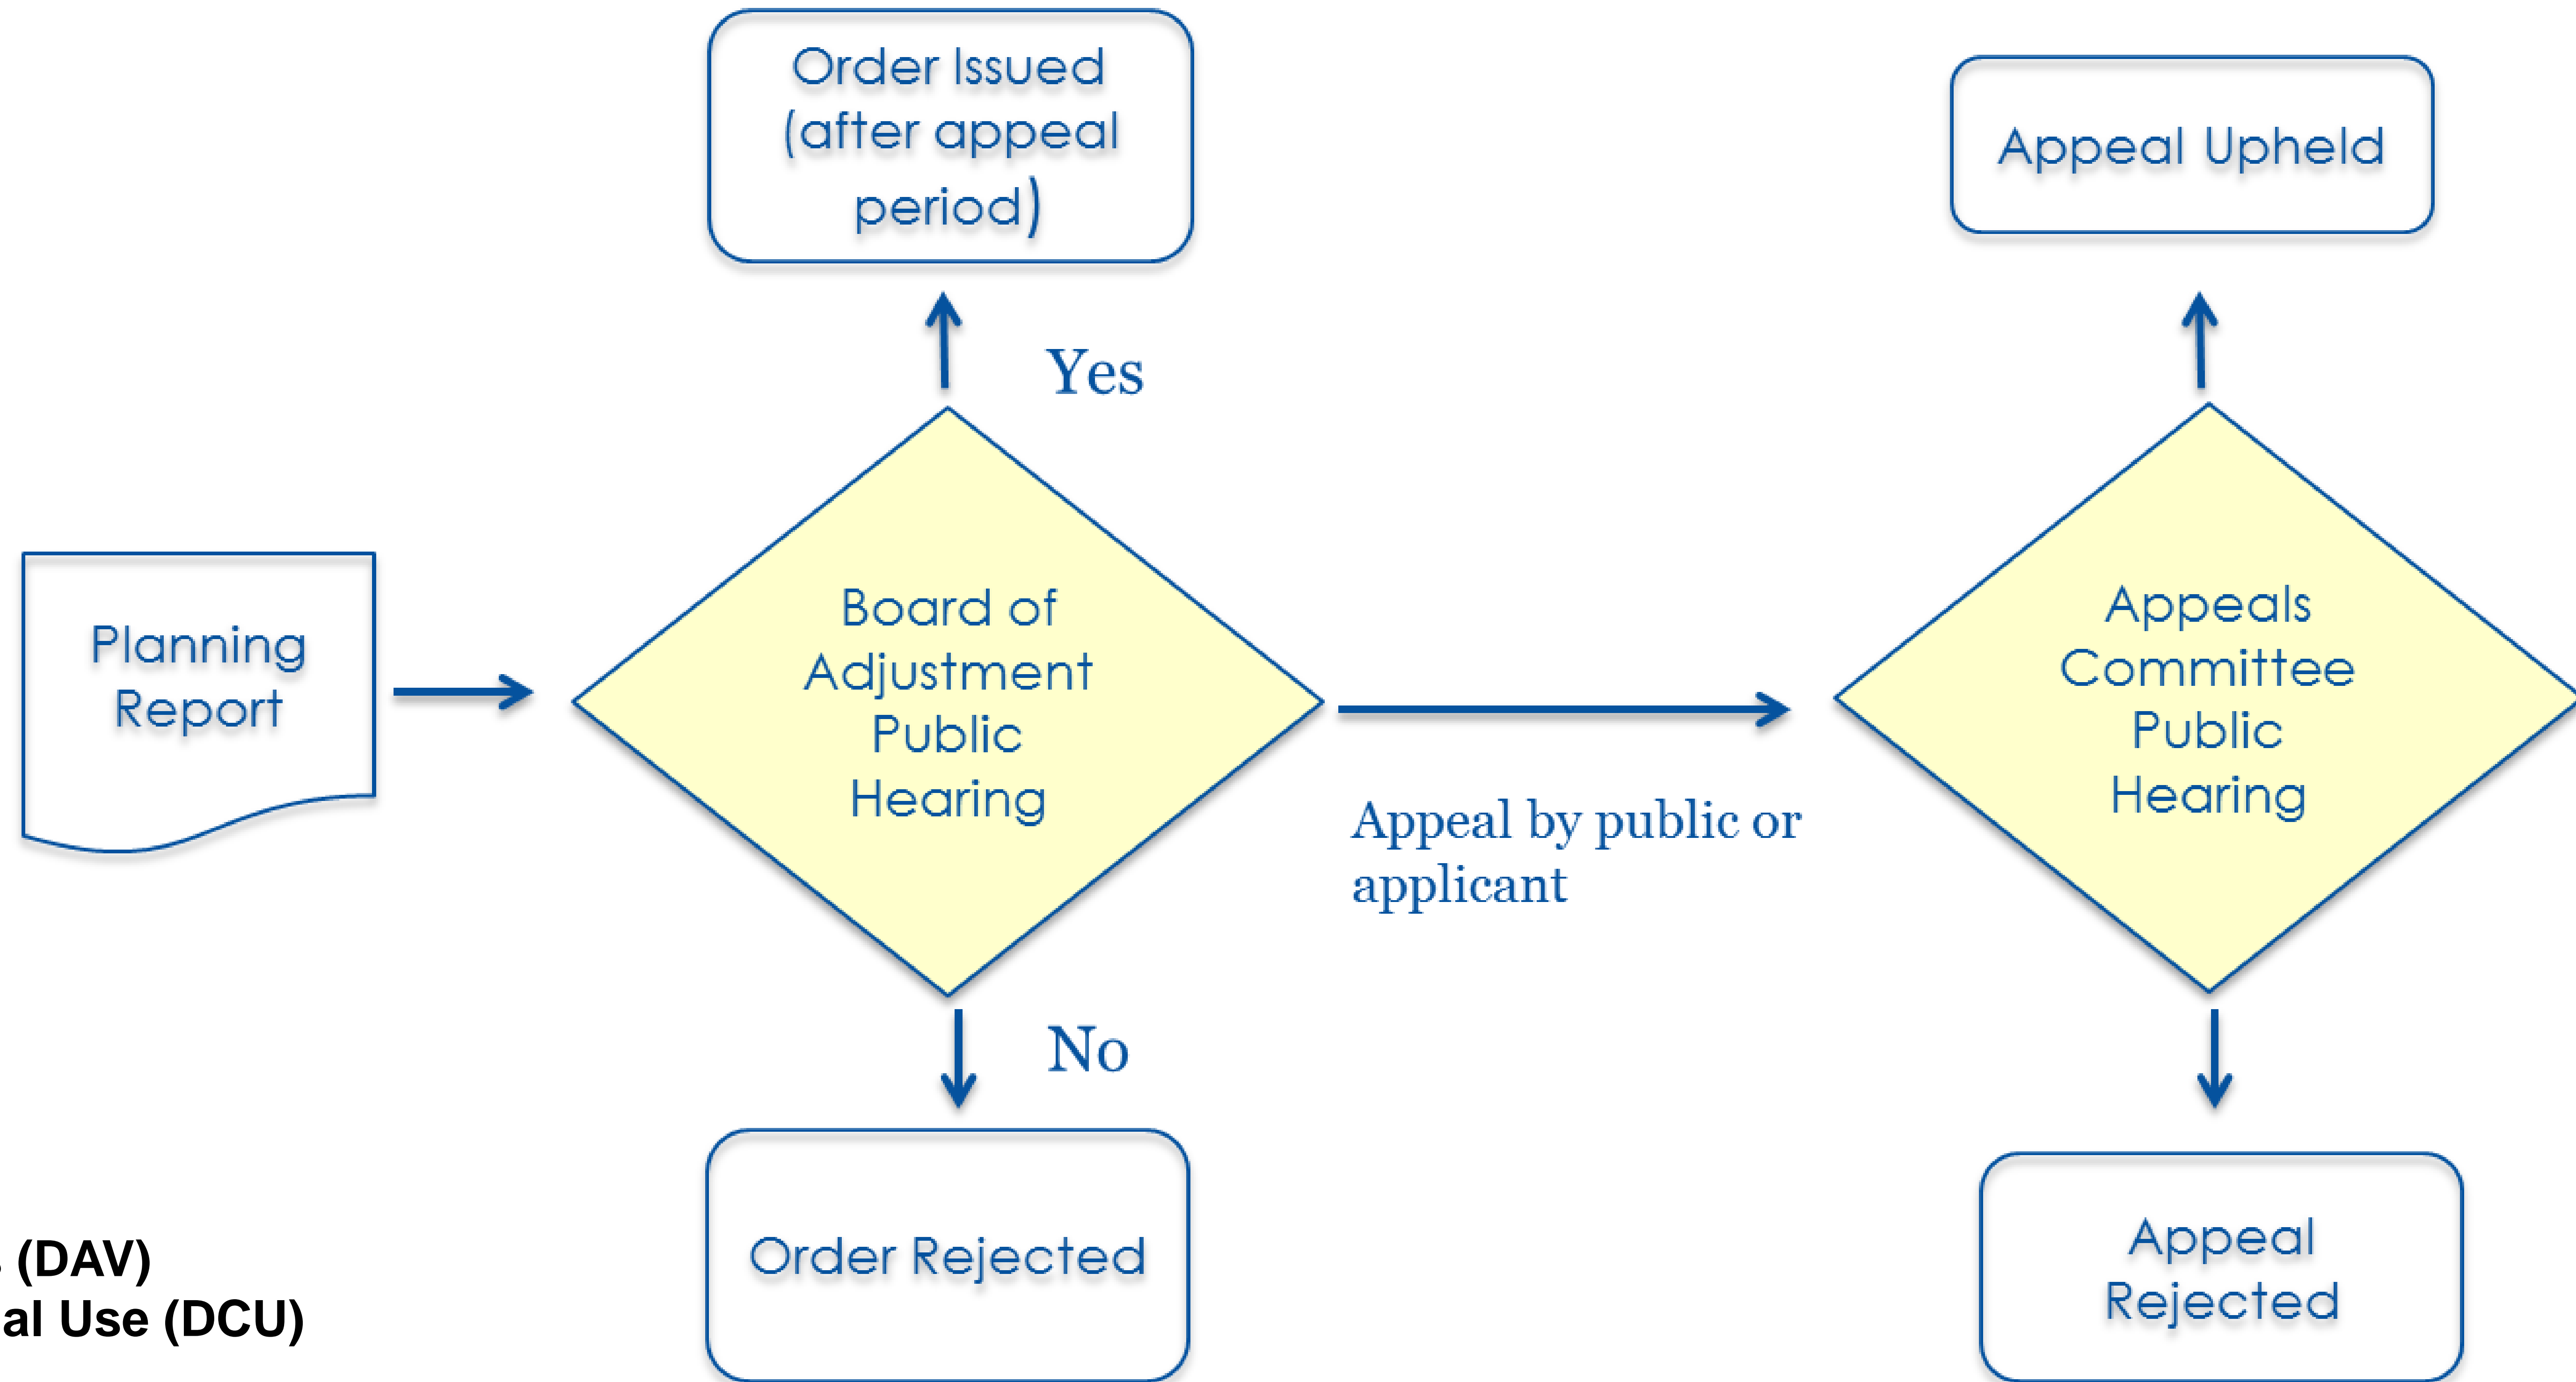 Order Issued
(after appeal
period)
Appeal Upheld
Yes
Planning
Report
Board of
Adjustment
Public
Hearing
Appeal by public or
applicant
Appeals
Committee
Public
Hearing
No
Order Rejected
Appeal
Rejected
(DAV)
al Use (DCU)